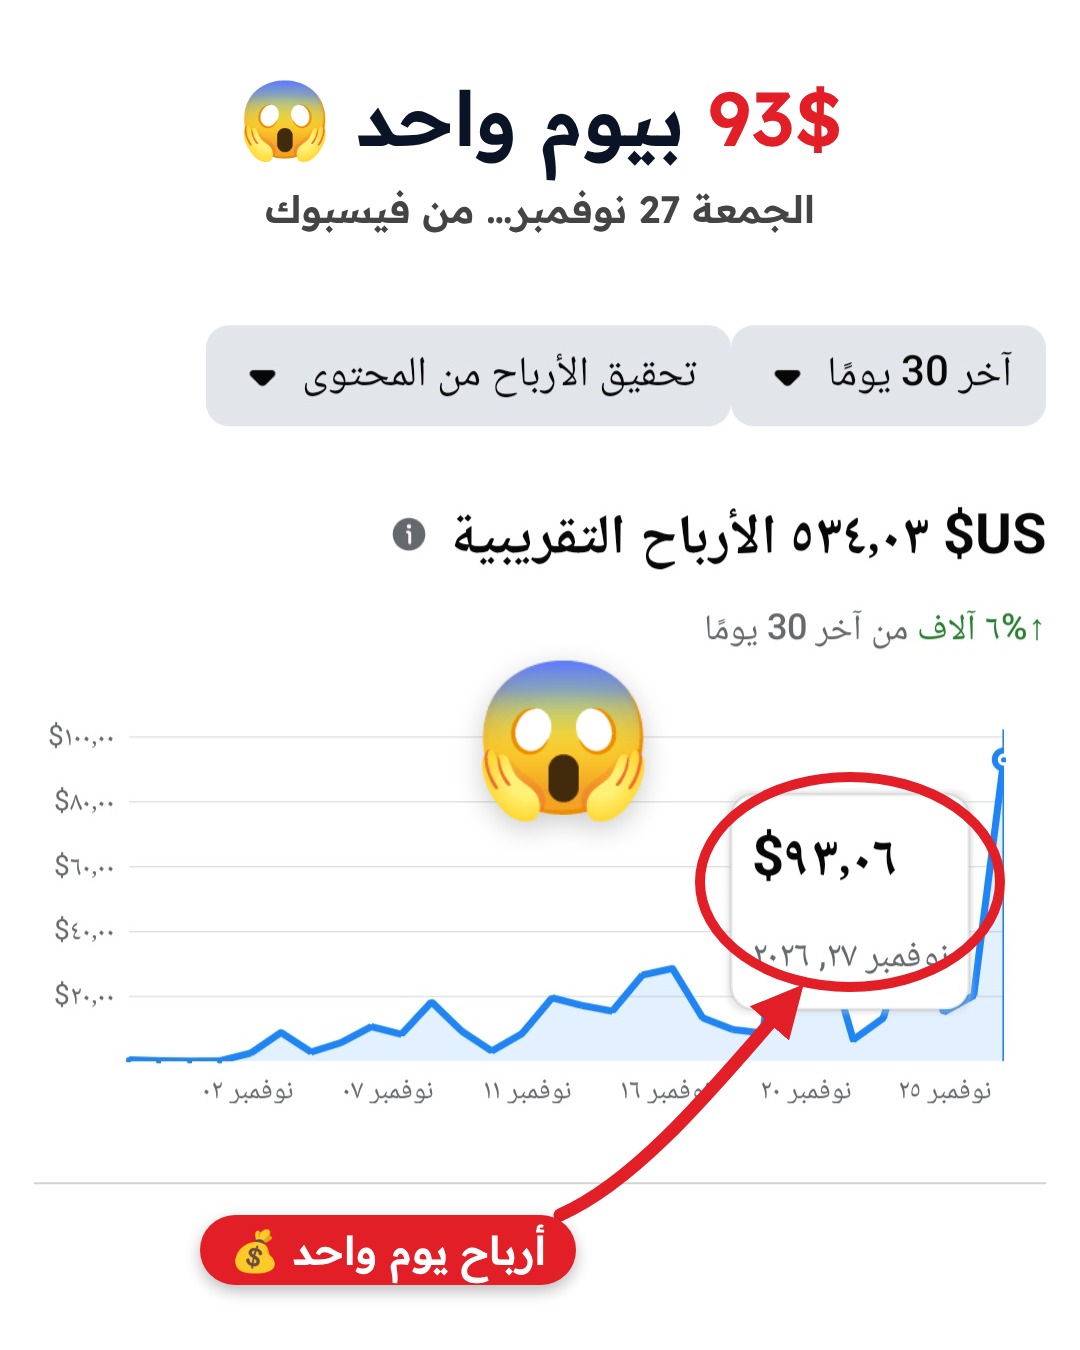 93$ بيوم واحد 😱
الجمعة 27 نوفمبر... من فيسبوك
آخر 30 يومًا
تحقيق الأرباح من المحتوى
US$ ٥٣٤,٠٣ الأرباح التقريبية
↑%٦ آلاف من آخر 30 يومًا
$١٠٠,٠٠
$٨٠,٠٠
$٦٠,٠٠
$٤٠,٠٠
$٢٠,٠٠
$٩٣,٠٦
نوفمبر ٢٧, ٢٠٢٦
نوفمبر ٠٢
نوفمبر ٠٧
نوفمبر ١١
نوفمبر ١٦
نوفمبر ٢٠
نوفمبر ٢٥
أرباح يوم واحد 💰